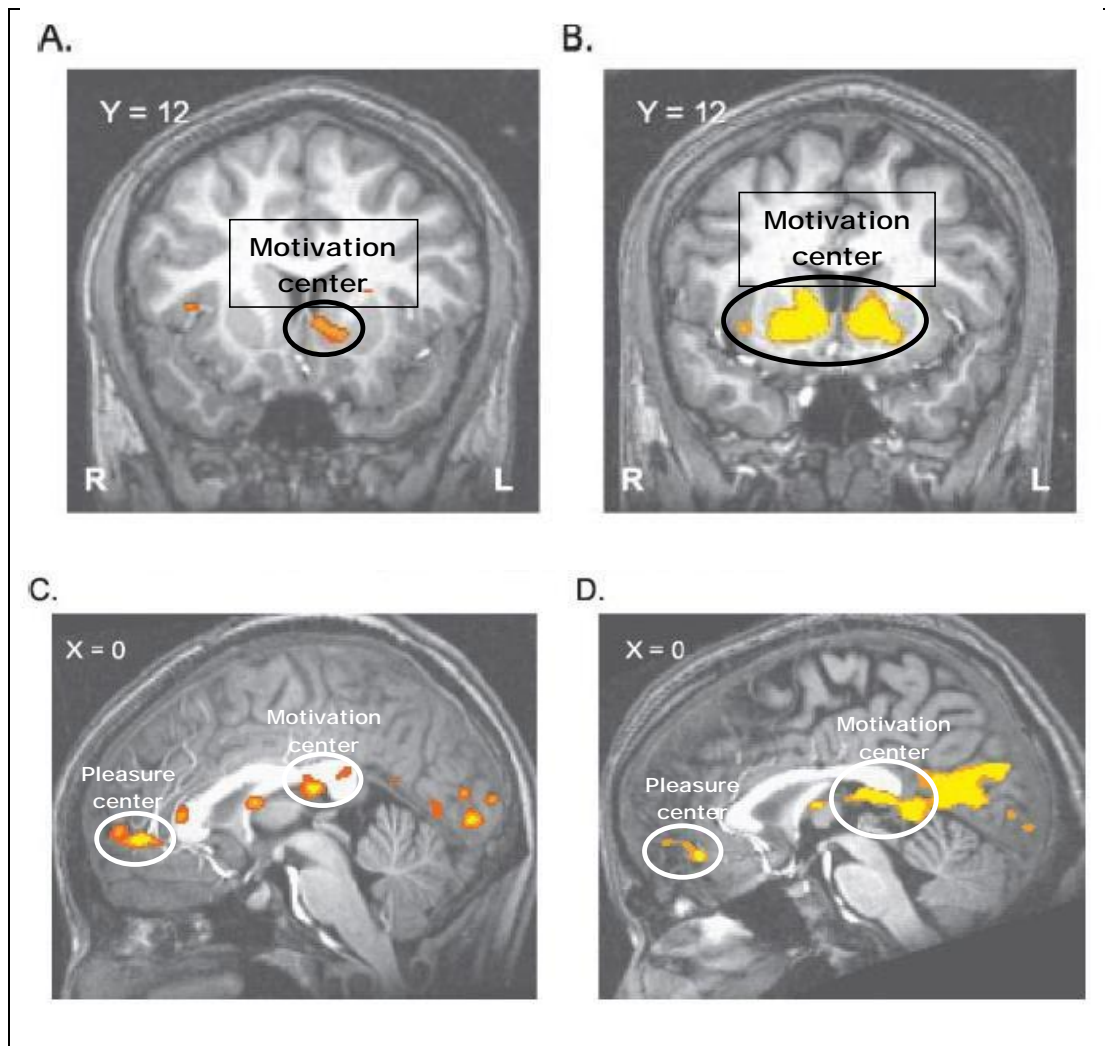 A.
B.
Y = 12
Y = 12
Motivation
center
Motivation
center
R
L
R
L
C.
D.
X = 0
X = 0
Motivation
center
Pleasure
center
Motivation
center
Pleasure
center